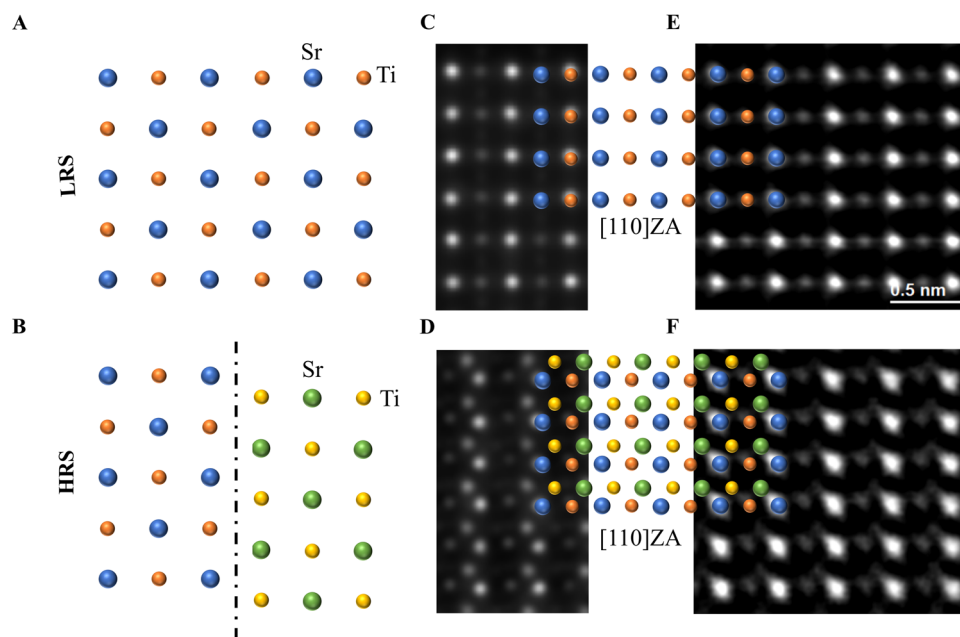 A
C
E
Sr
Ti
LRS
[110]ZA
0.5 nm
B
D
F
Sr
Ti
HRS
[110]ZA